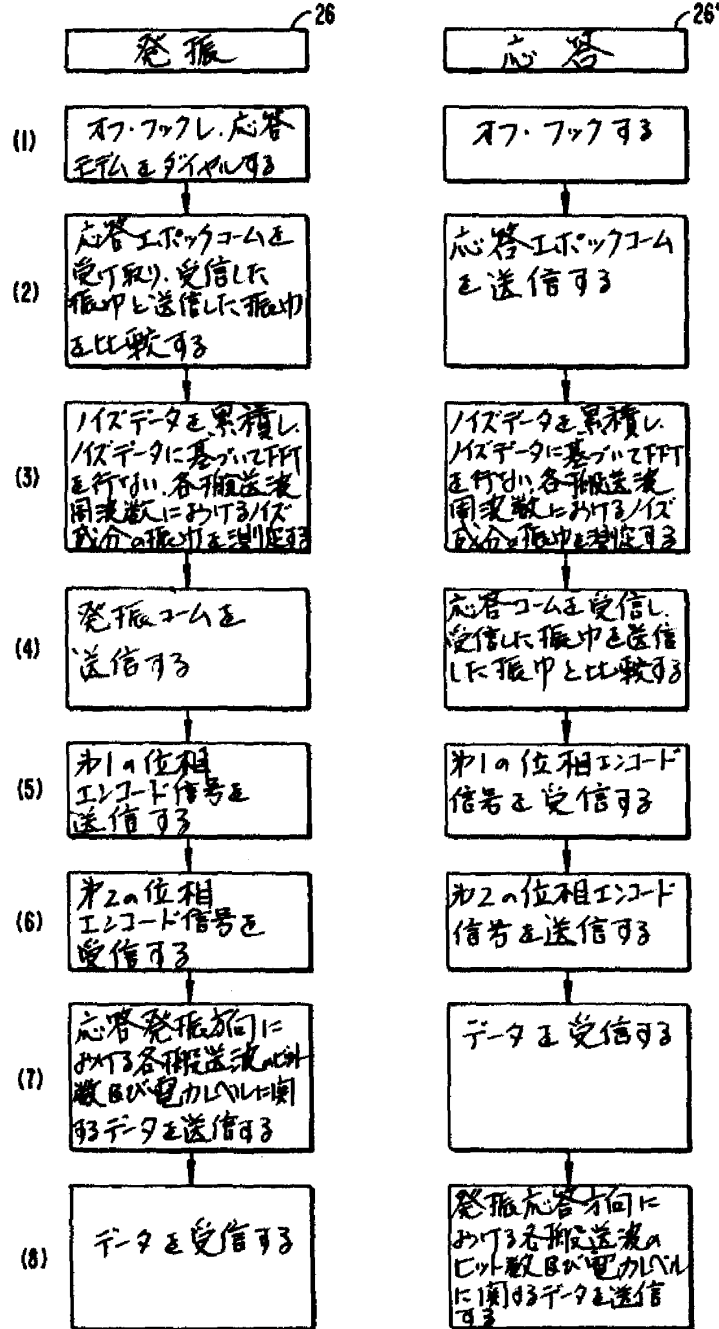 26
発振
26'
応答
(1)
オフ・フックし、応答
モデムをダイヤルする
オフ・フックする
(2)
応答エポックコームを
受け取り、受信した
振巾と送信した振巾
を比較する
応答エポックコーム
を送信する
(3)
ノイズデータを累積し、
ノイズデータに基づいてFFT
を行ない、各搬送波
周波数におけるノイズ
成分の振巾を測定する
ノイズデータを累積し、
ノイズデータに基づいてFFT
を行ない、各搬送波
周波数におけるノイズ
成分の振巾を測定する
(4)
発振コームを
送信する
応答コームを受信し、
受信した振巾を送信
した振巾と比較する
(5)
第1の位相
エンコード信号を
送信する
第1の位相エンコード
信号を受信する
(6)
第2の位相
エンコード信号を
受信する
第2の位相エンコード
信号を送信する
(7)
応答発振方向に
おける各搬送波のビット
数及び電力レベルに関
するデータを送信する
データを受信する
(8)
データを受信する
発振応答方向に
おける各搬送波の
ビット数及び電力レベル
に関するデータを送信
する